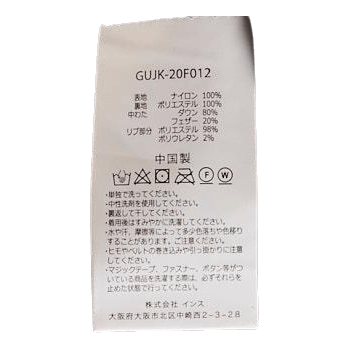 GUJK-20F012
表地 ナイロン 100%
裏地 ポリエステル 100%
中わた ダウン 80%
フェザー 20%
リブ部分 ポリエステル 98%
ポリウレタン 2%
中国製
F W
・単独で洗って下さい。
・中性洗剤を使用してください。
・裏返して干してください。
・着用後はすみやかに洗濯してください。
・水や汗、摩擦等によって多少色落ちや色移り
することがあります。ご注意ください。
・ヒモやベルトの巻き込みや引っ掛かりに注意し
てください。
・マジックテープ、ファスナー、ボタン等がつ
いている商品を洗濯する際は、必ずそれらを
止めた状態で行ってください。
株式会社 インス
大阪府大阪市北区中崎西2-3-28